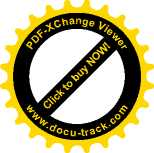 PDF-XChange Viewer
Click to buy NOW!
www.docu-track.com